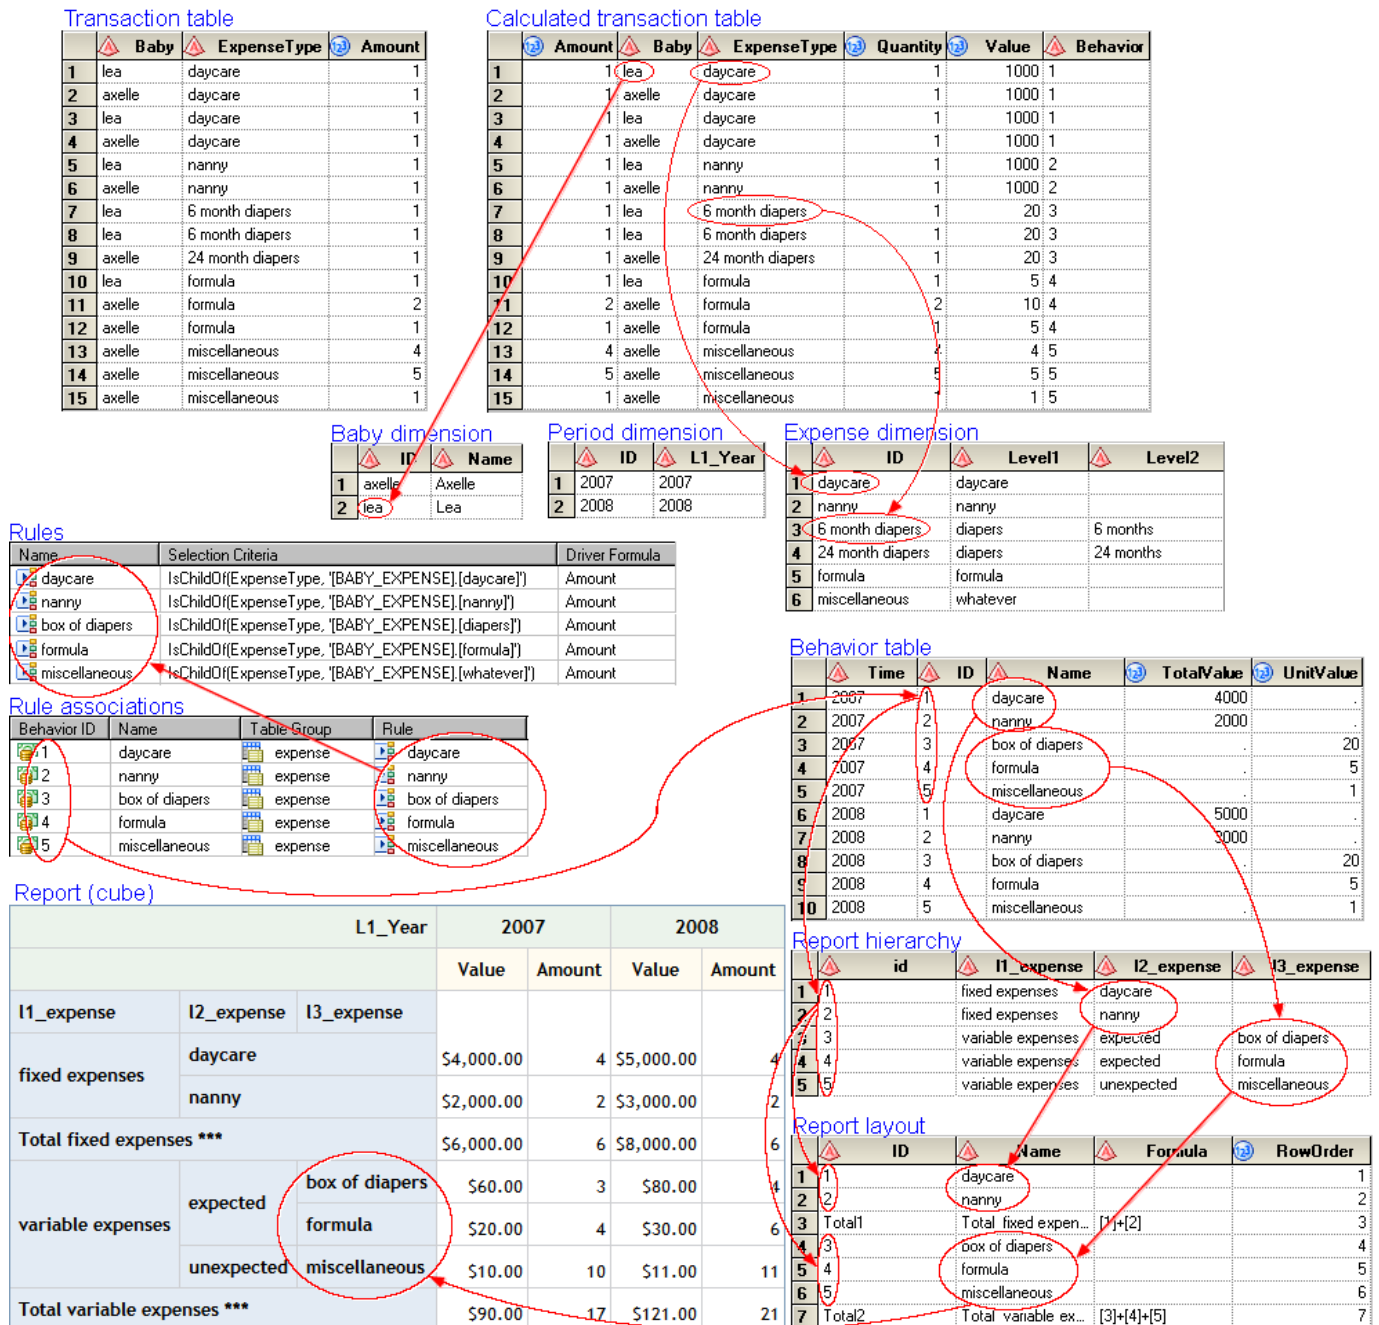 Transaction table
Baby ExpenseType Amount
1 lea daycare 1
2 axelle daycare 1
3 lea daycare 1
4 axelle daycare 1
5 lea nanny 1
6 axelle nanny 1
7 lea 6 month diapers 1
8 lea 6 month diapers 1
9 axelle 24 month diapers 1
10 lea formula 1
11 axelle formula 2
12 axelle formula 1
13 axelle miscellaneous 4
14 axelle miscellaneous 5
15 axelle miscellaneous 1
Calculated transaction table
Amount Baby ExpenseType Quantity Value Behavior
1 1 lea daycare 1 1000 1
2 1 axelle daycare 1 1000 1
3 1 lea daycare 1 1000 1
4 1 axelle daycare 1 1000 1
5 1 lea nanny 1 1000 2
6 1 axelle nanny 1 1000 2
7 1 lea 6 month diapers 1 20 3
8 1 lea 6 month diapers 1 20 3
9 1 axelle 24 month diapers 1 20 3
10 1 lea formula 1 5 4
11 2 axelle formula 2 10 4
12 1 axelle formula 1 5 4
13 4 axelle miscellaneous 4 4 5
14 5 axelle miscellaneous 5 5 5
15 1 axelle miscellaneous 1 1 5
Baby dimension
ID Name
1 axelle Axelle
2 lea Lea
Period dimension
ID L1_Year
1 2007 2007
2 2008 2008
Expense dimension
ID Level1 Level2
1 daycare daycare
2 nanny nanny
3 6 month diapers diapers 6 months
4 24 month diapers diapers 24 months
5 formula formula
6 miscellaneous whatever
Rules
Name Selection Criteria Driver Formula
daycare IsChildOf(ExpenseType, '[BABY_EXPENSE].[daycare]') Amount
nanny IsChildOf(ExpenseType, '[BABY_EXPENSE].[nanny]') Amount
box of diapers IsChildOf(ExpenseType, '[BABY_EXPENSE].[diapers]') Amount
formula IsChildOf(ExpenseType, '[BABY_EXPENSE].[formula]') Amount
miscellaneous IsChildOf(ExpenseType, '[BABY_EXPENSE].[whatever]') Amount
Rule associations
Behavior ID Name Table Group Rule
1 daycare expense daycare
2 nanny expense nanny
3 box of diapers expense box of diapers
4 formula expense formula
5 miscellaneous expense miscellaneous
Behavior table
Time ID Name TotalValue UnitValue
1 2007 1 daycare 4000 .
2 2007 2 nanny 2000 .
3 2007 3 box of diapers . 20
4 2007 4 formula . 5
5 2007 5 miscellaneous . 1
6 2008 1 daycare 5000 .
7 2008 2 nanny 3000 .
8 2008 3 box of diapers . 20
9 2008 4 formula . 5
10 2008 5 miscellaneous . 1
Report (cube)
L1_Year 2007 2008
Value Amount Value Amount
l1_expense l2_expense l3_expense
fixed expenses daycare $4,000.00 4 $5,000.00 4
nanny $2,000.00 2 $3,000.00 2
Total fixed expenses *** $6,000.00 6 $8,000.00 6
variable expenses expected box of diapers $60.00 3 $80.00 4
formula $20.00 4 $30.00 6
unexpected miscellaneous $10.00 10 $11.00 11
Total variable expenses *** $90.00 17 $121.00 21
Report hierarchy
id l1_expense l2_expense l3_expense
1 1 fixed expenses daycare
2 2 fixed expenses nanny
3 3 variable expenses expected box of diapers
4 4 variable expenses expected formula
5 5 variable expenses unexpected miscellaneous
Report layout
ID Name Formula RowOrder
1 1 daycare 1
2 2 nanny 2
3 Total1 Total fixed expen... [1]+[2] 3
4 3 box of diapers 4
5 4 formula 5
6 5 miscellaneous 6
7 Total2 Total variable ex... [3]+[4]+[5] 7